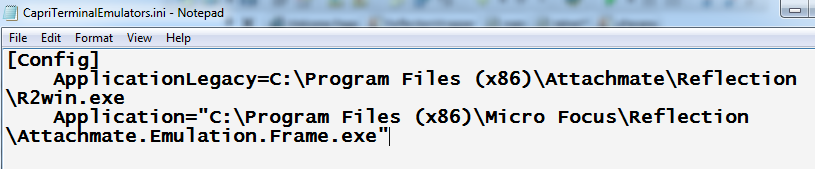 CapriTerminalEmulators.ini - Notepad
File Edit Format View Help
[Config]
    ApplicationLegacy=C:\Program Files (x86)\Attachmate\Reflection
\R2win.exe
    Application="C:\Program Files (x86)\Micro Focus\Reflection
\Attachmate.Emulation.Frame.exe"